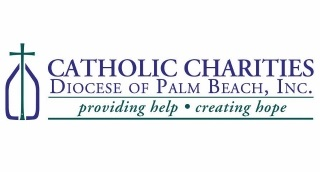 CATHOLIC CHARITIES
DIOCESE OF PALM BEACH, INC.
providing help • creating hope